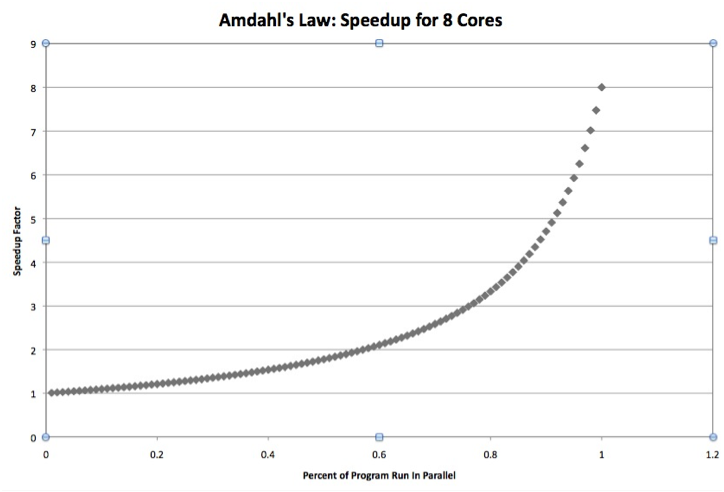 Amdahl's Law: Speedup for 8 Cores
9
8
7
6
5
4
3
2
1
0
Speedup Factor
0 0.2 0.4 0.6 0.8 1 1.2
Percent of Program Run In Parallel